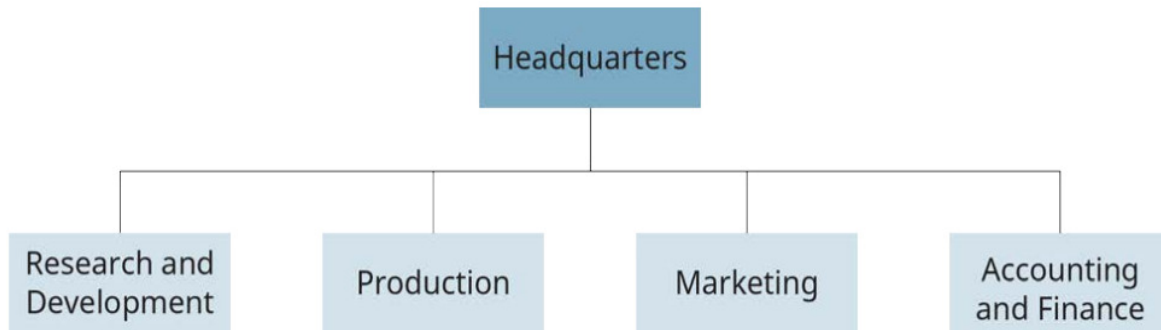 Headquarters
Research and
Development
Production
Marketing
Accounting
and Finance